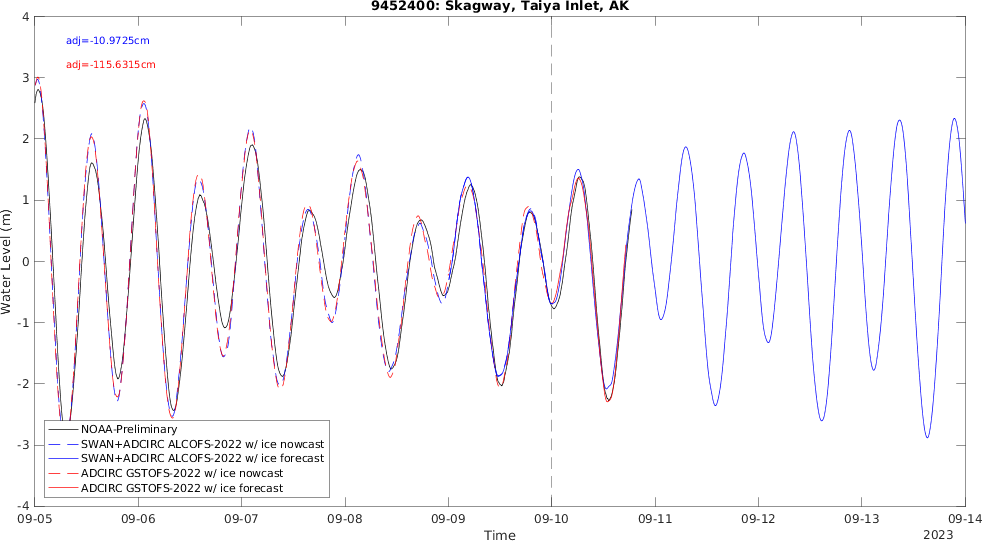 9452400: Skagway, Taiya Inlet, AK
adj=-10.9725cm
adj=-115.6315cm
4
3
2
1
0
-1
-2
-3
-4
Water Level (m)
NOAA-Preliminary
SWAN+ADCIRC ALCOFS-2022 w/ ice nowcast
SWAN+ADCIRC ALCOFS-2022 w/ ice forecast
ADCIRC GSTOFS-2022 w/ ice nowcast
ADCIRC GSTOFS-2022 w/ ice forecast
09-05 09-06 09-07 09-08 09-09 09-10 09-11 09-12 09-13 09-14
Time
2023